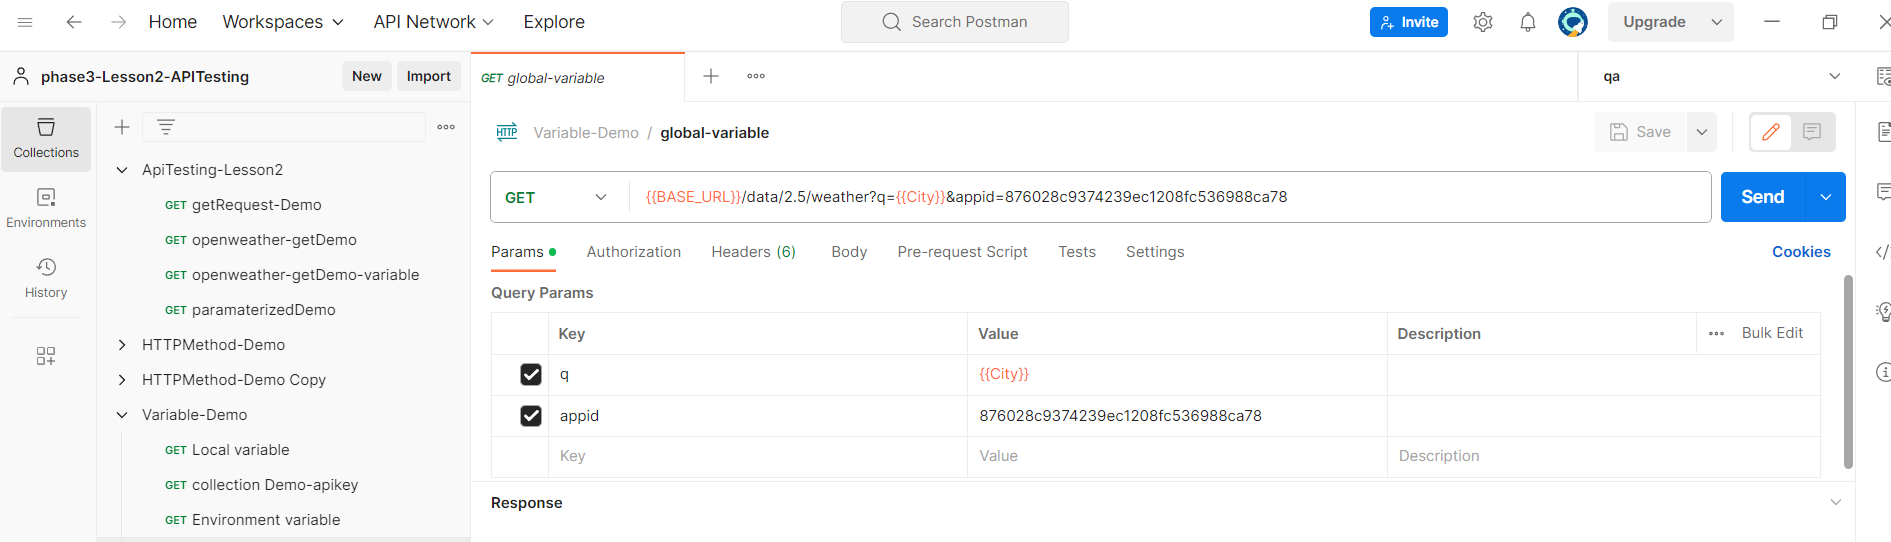 Home Workspaces API Network Explore Search Postman Invite Upgrade
phase3-Lesson2-APITesting New Import GET global-variable qa
Collections
Environments
History
ApiTesting-Lesson2
GET getRequest-Demo
GET openweather-getDemo
GET openweather-getDemo-variable
GET paramaterizedDemo
HTTPMethod-Demo
HTTPMethod-Demo Copy
Variable-Demo
GET Local variable
GET collection Demo-apikey
GET Environment variable
HTTP Variable-Demo / global-variable Save
GET {{BASE_URL}}/data/2.5/weather?q={{City}}&appid=876028c9374239ec1208fc536988ca78 Send
Params Authorization Headers (6) Body Pre-request Script Tests Settings Cookies
Query Params
Key Value Description Bulk Edit
q {{City}}
appid 876028c9374239ec1208fc536988ca78
Key Value Description
Response